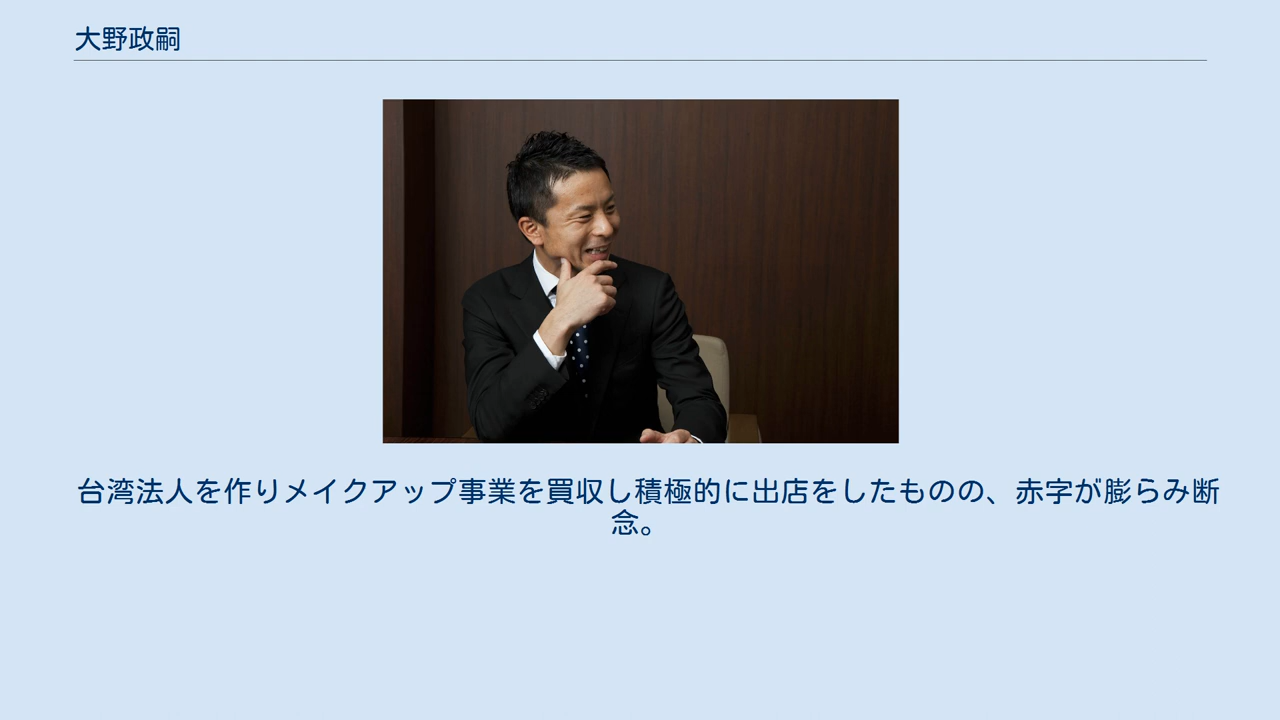 大野政嗣
台湾法人を作りメイクアップ事業を買収し積極的に出店をしたものの、赤字が膨らみ断
念。